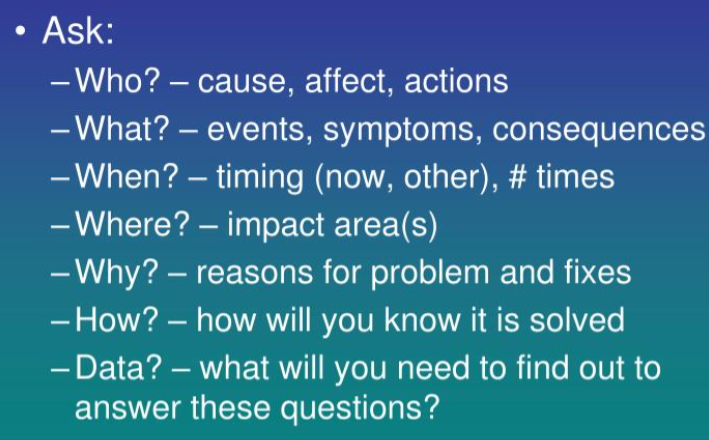 • Ask:
– Who? – cause, affect, actions
– What? – events, symptoms, consequences
– When? – timing (now, other), # times
– Where? – impact area(s)
– Why? – reasons for problem and fixes
– How? – how will you know it is solved
– Data? – what will you need to find out to
answer these questions?